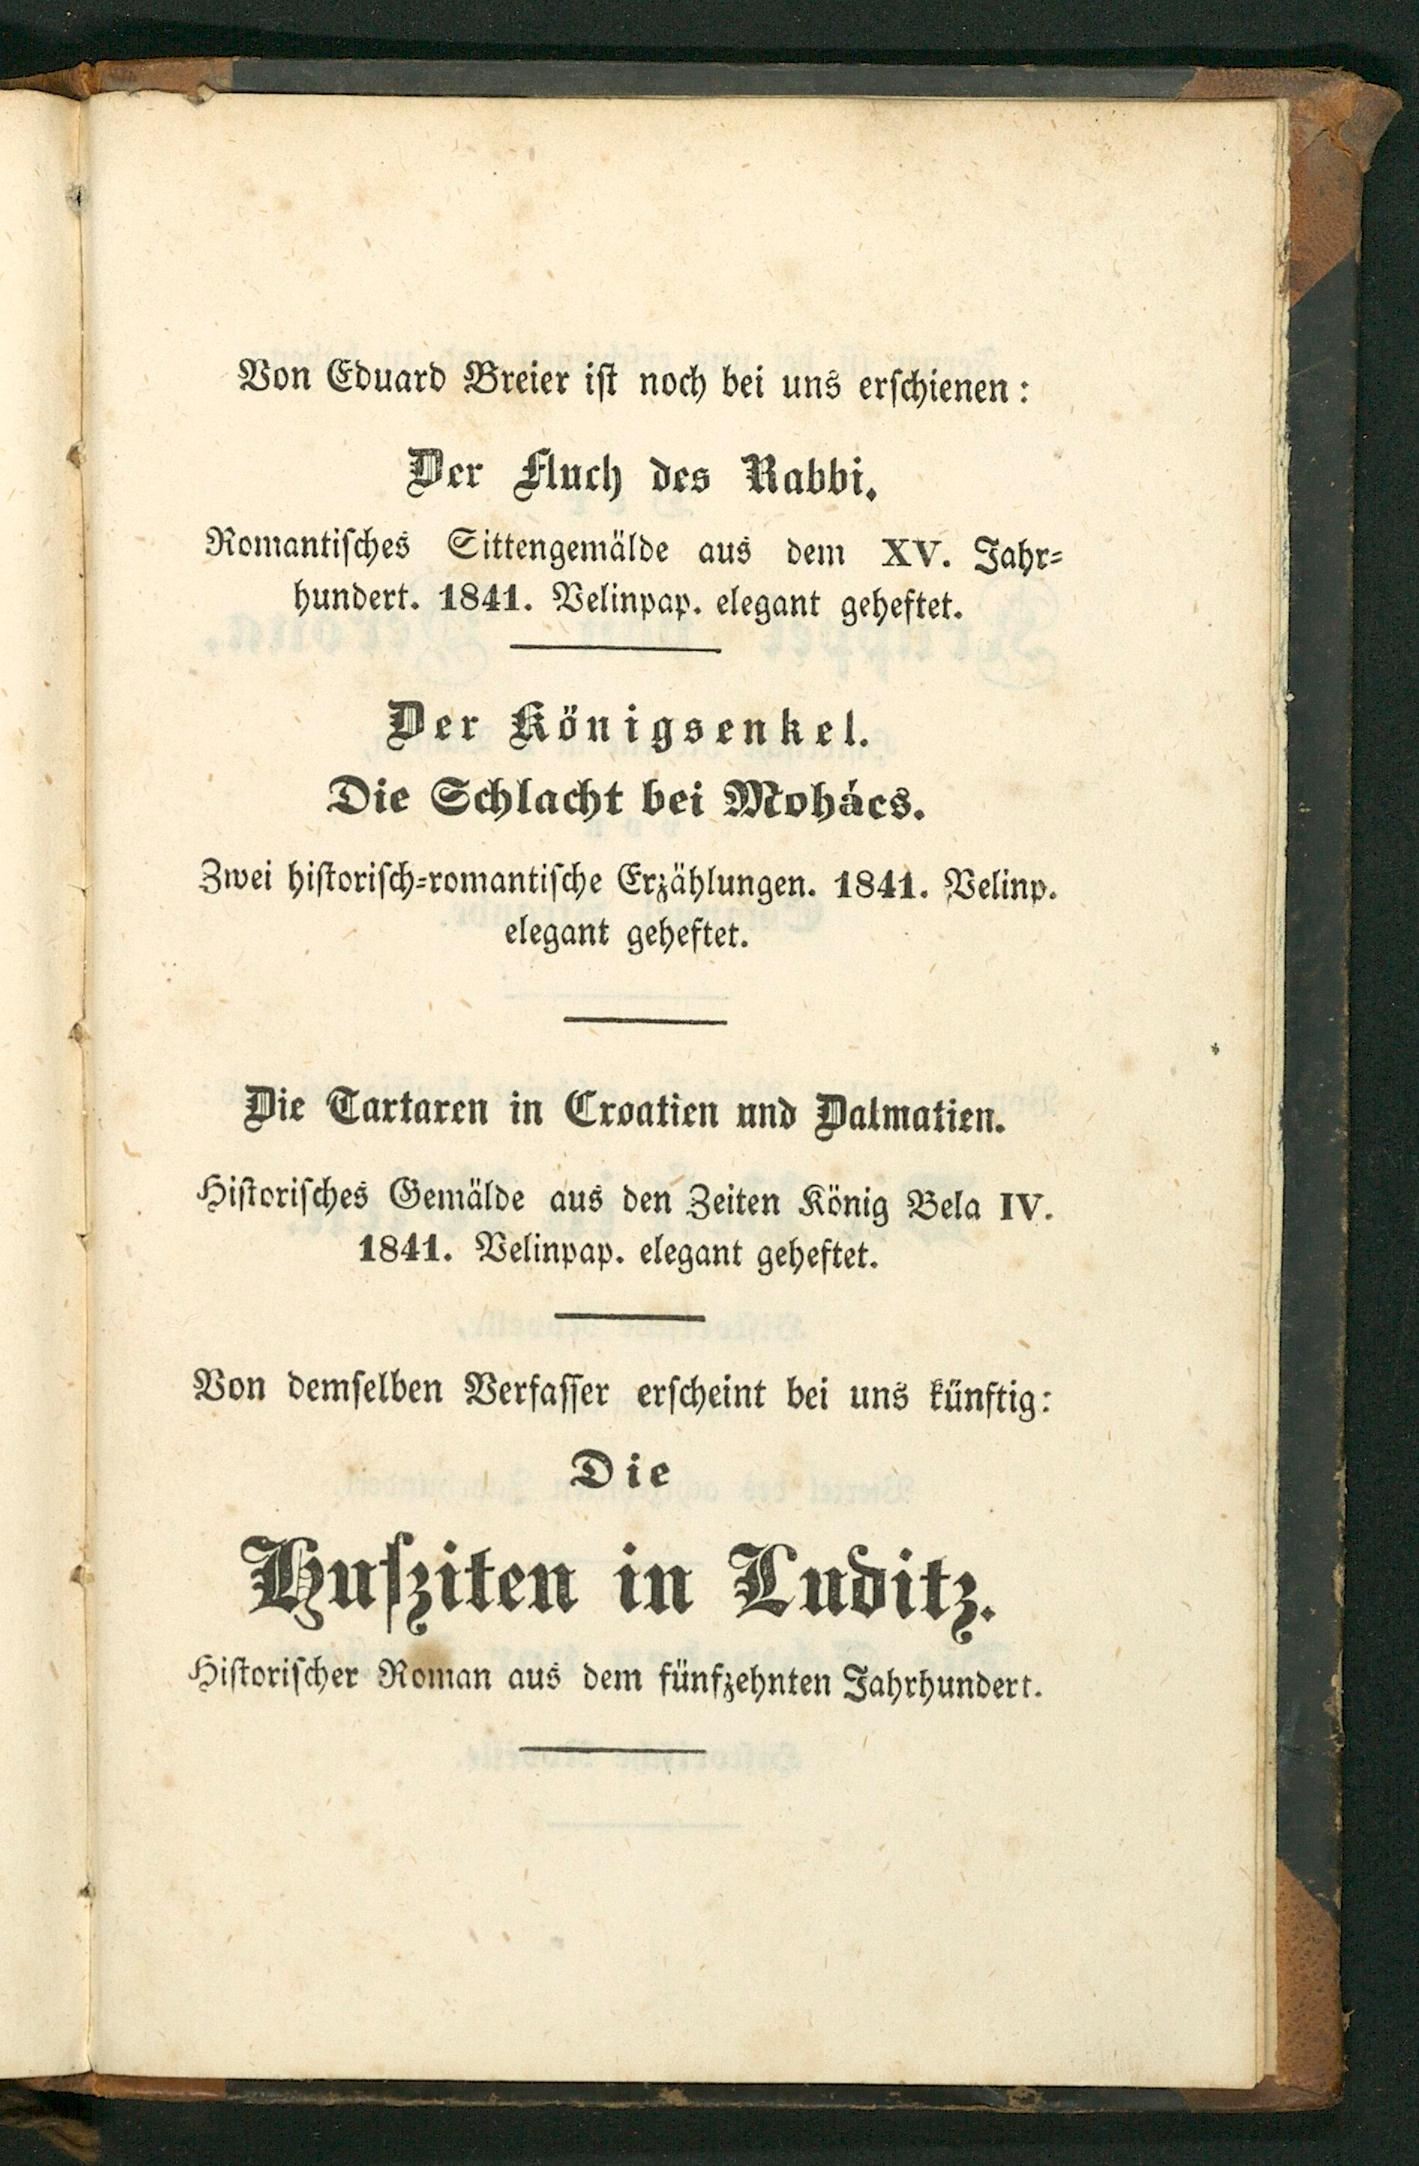 Von Eduard Breier ist noch bei uns erschienen:
Der Fluch des Rabbi.
Romantisches Sittengemälde aus dem XV. Jahr-
hundert. 1841. Velinpap. elegant geheftet.
Der Königsenkel.
Die Schlacht bei Mohács.
Zwei historisch-romantische Erzählungen. 1841. Velinp.
elegant geheftet.
Die Tartaren in Croatien und Dalmatien.
Historisches Gemälde aus den Zeiten König Bela IV.
1841. Velinpap. elegant geheftet.
Von demselben Verfasser erscheint bei uns künftig:
Die
Husziten in Luditz.
Historischer Roman aus dem fünfzehnten Jahrhundert.